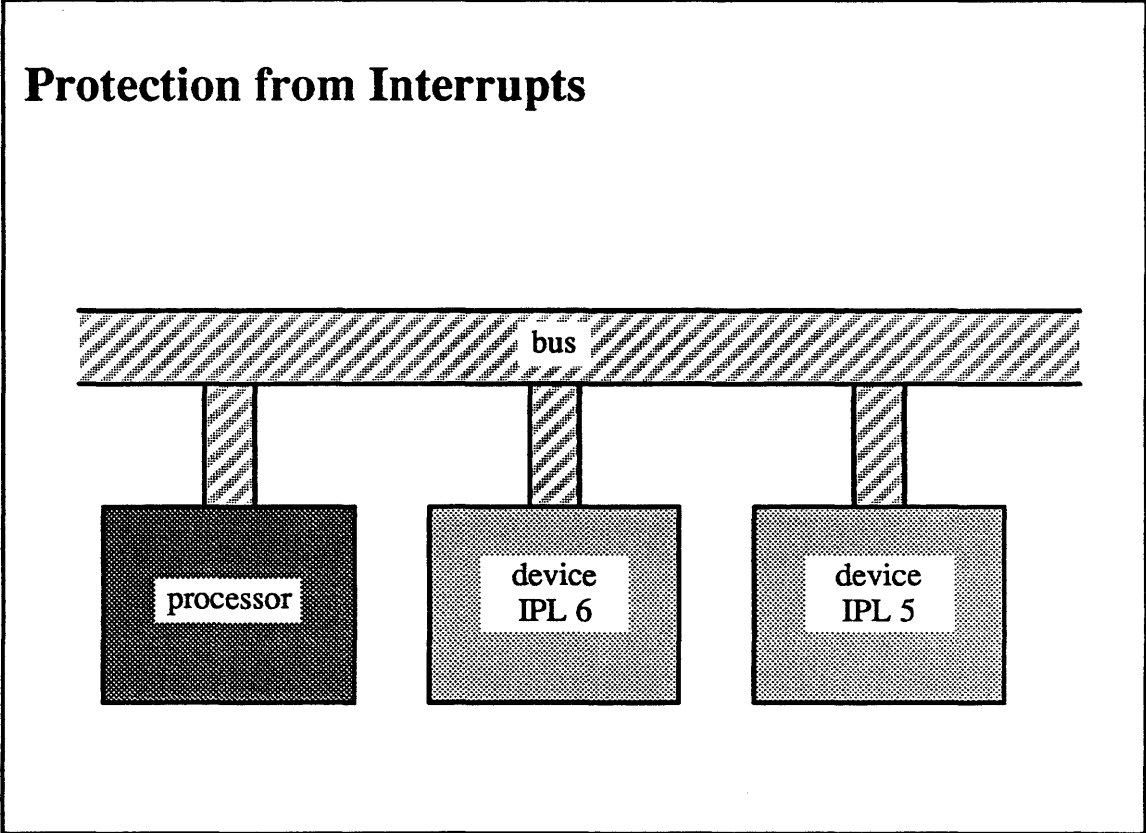 Protection from Interrupts
bus
processor
device
IPL 6
device
IPL 5